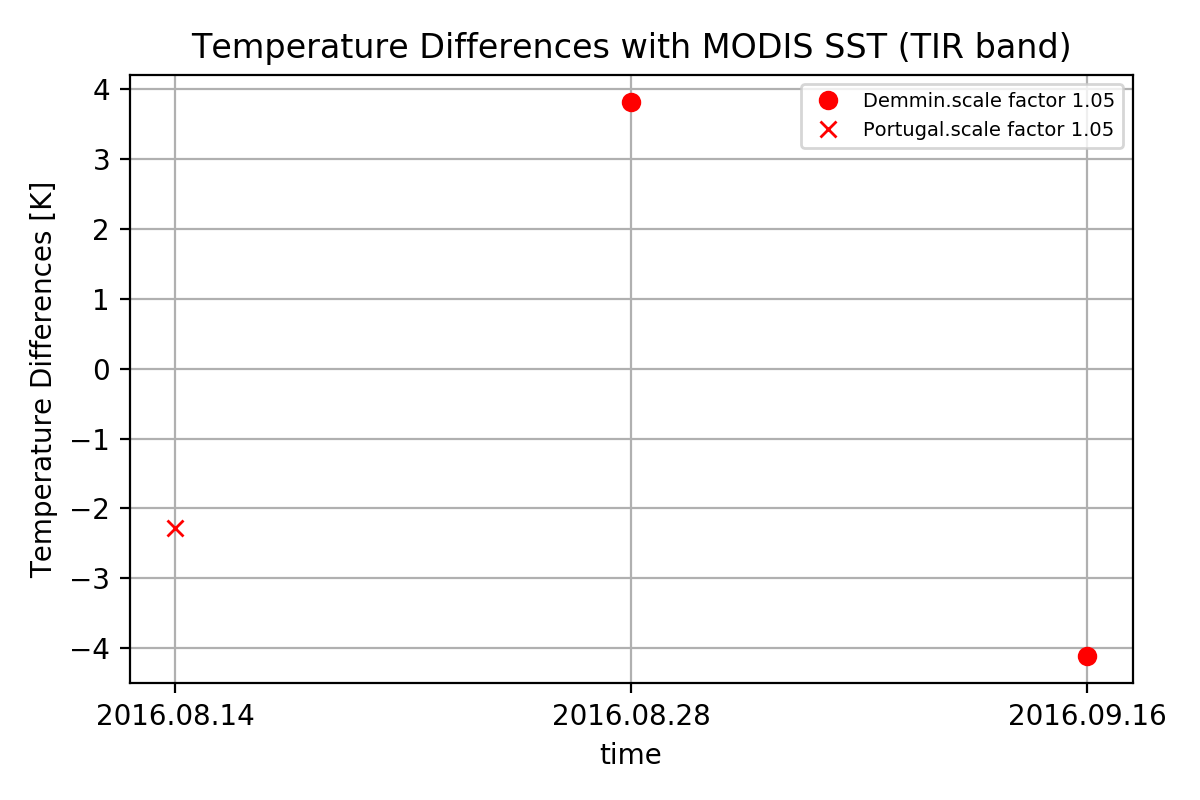 Temperature Differences with MODIS SST (TIR band)
Demmin.scale factor 1.05
Portugal.scale factor 1.05
Temperature Differences [K]
4
3
2
1
0
−1
−2
−3
−4
2016.08.14
2016.08.28
2016.09.16
time